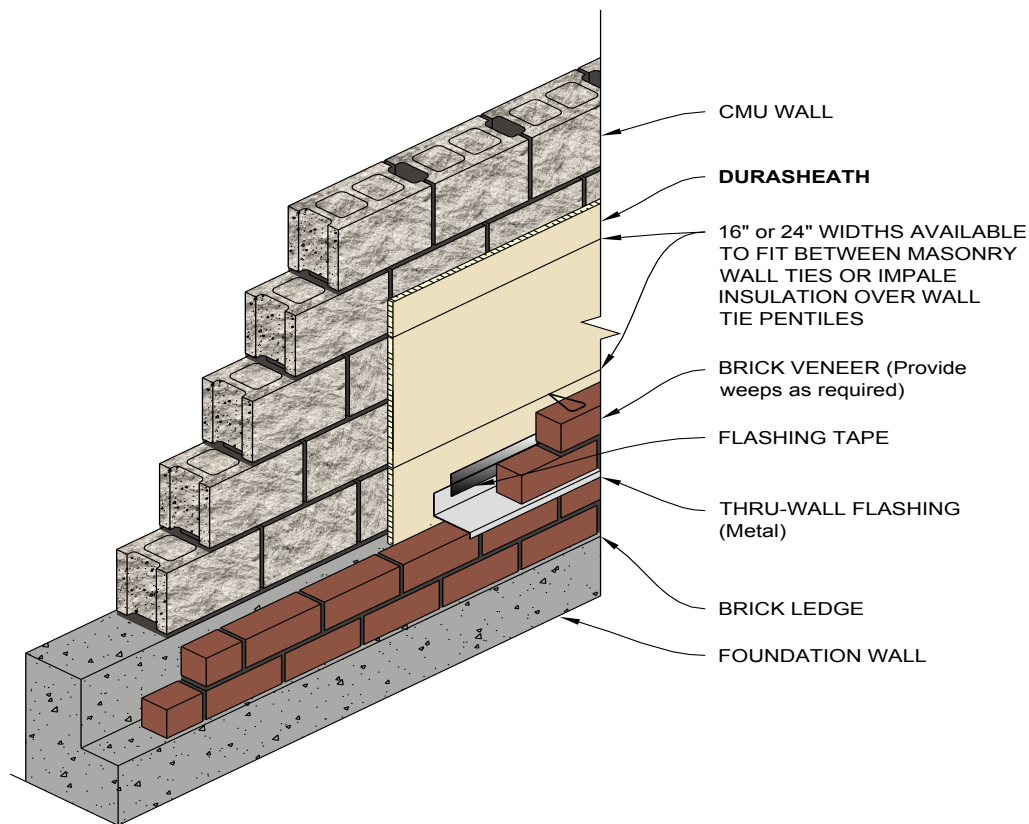 CMU WALL
DURASHEATH
16" or 24" WIDTHS AVAILABLE
TO FIT BETWEEN MASONRY
WALL TIES OR IMPALE
INSULATION OVER WALL
TIE PENTILES
BRICK VENEER (Provide
weeps as required)
FLASHING TAPE
THRU-WALL FLASHING
(Metal)
BRICK LEDGE
FOUNDATION WALL